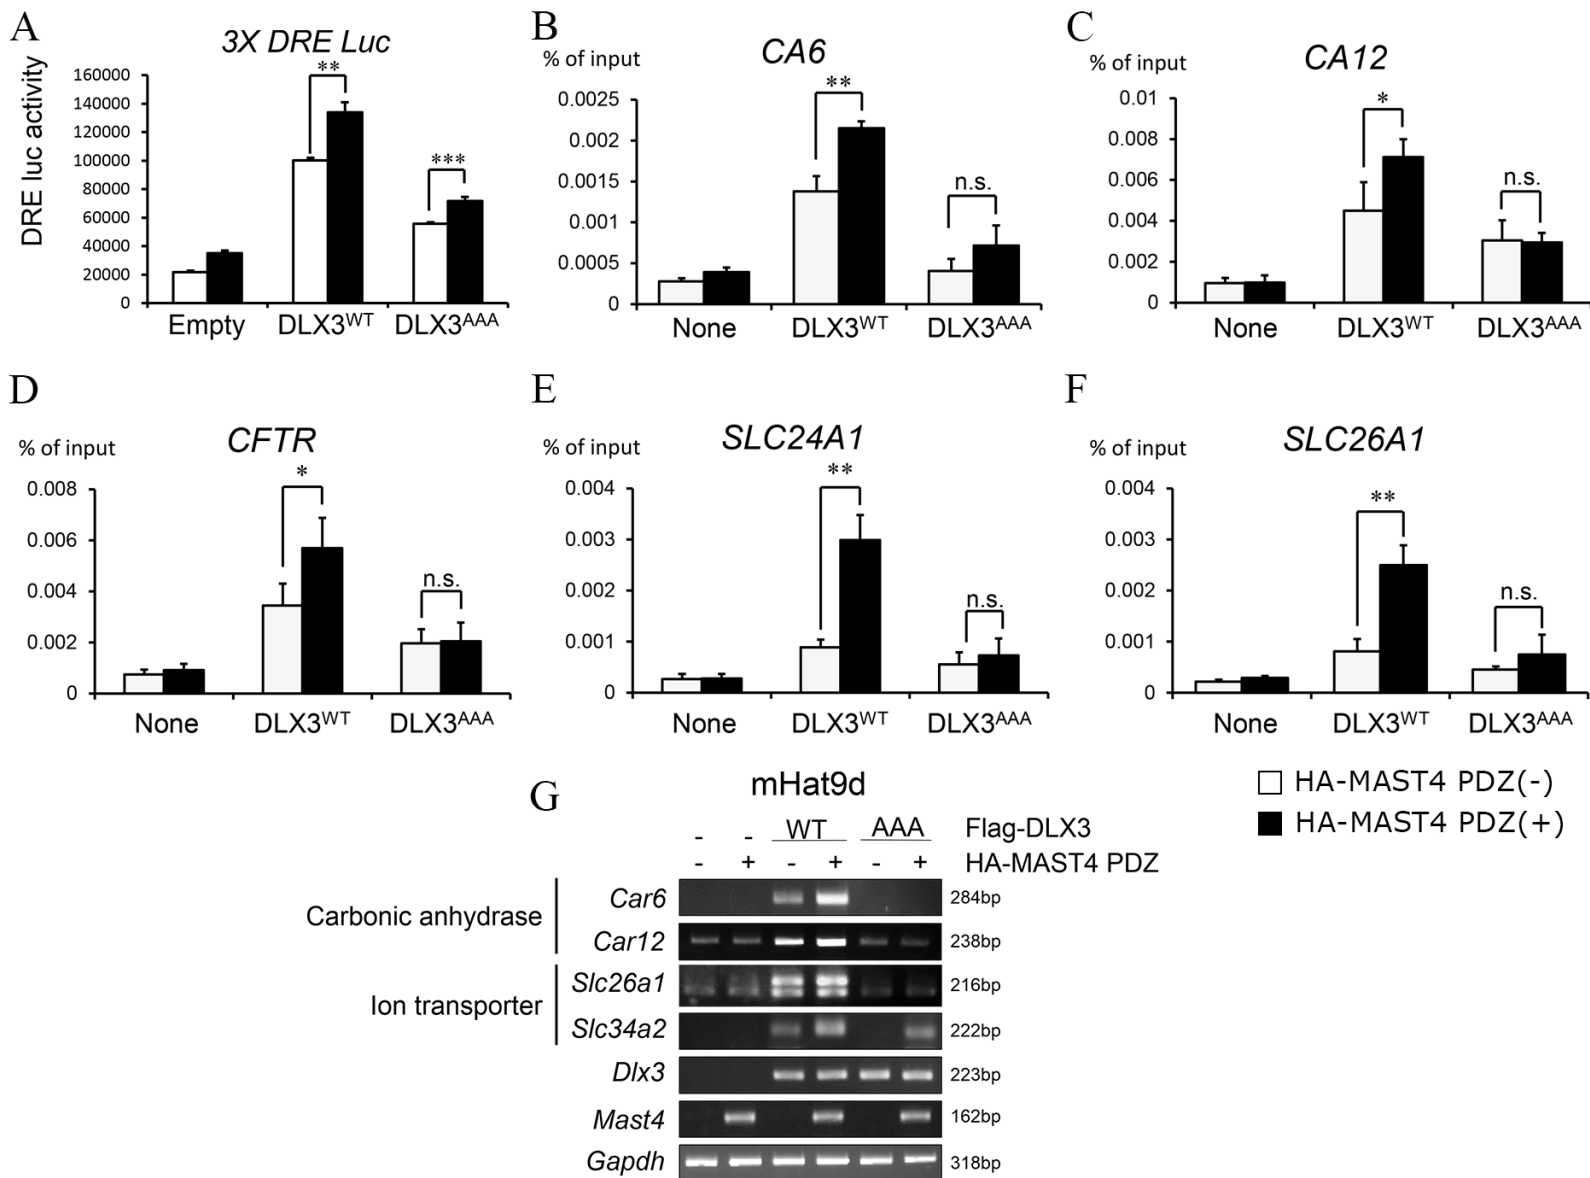 A
3X DRE Luc
DRE luc activity
160000
140000
120000
100000
80000
60000
40000
20000
0
**
***
Empty DLX3WT DLX3AAA
B
% of input
CA6
0.0025
0.002
0.0015
0.001
0.0005
0
**
n.s.
None DLX3WT DLX3AAA
C
% of input
CA12
0.01
0.008
0.006
0.004
0.002
0
*
n.s.
None DLX3WT DLX3AAA
D
% of input
CFTR
0.008
0.006
0.004
0.002
0
*
n.s.
None DLX3WT DLX3AAA
E
% of input
SLC24A1
0.004
0.003
0.002
0.001
0
**
n.s.
None DLX3WT DLX3AAA
F
% of input
SLC26A1
0.004
0.003
0.002
0.001
0
**
n.s.
None DLX3WT DLX3AAA
HA-MAST4 PDZ(-)
HA-MAST4 PDZ(+)
G
mHat9d
- - WT AAA Flag-DLX3
- + - + - + HA-MAST4 PDZ
Carbonic anhydrase
Car6 284bp
Car12 238bp
Ion transporter
Slc26a1 216bp
Slc34a2 222bp
Dlx3 223bp
Mast4 162bp
Gapdh 318bp